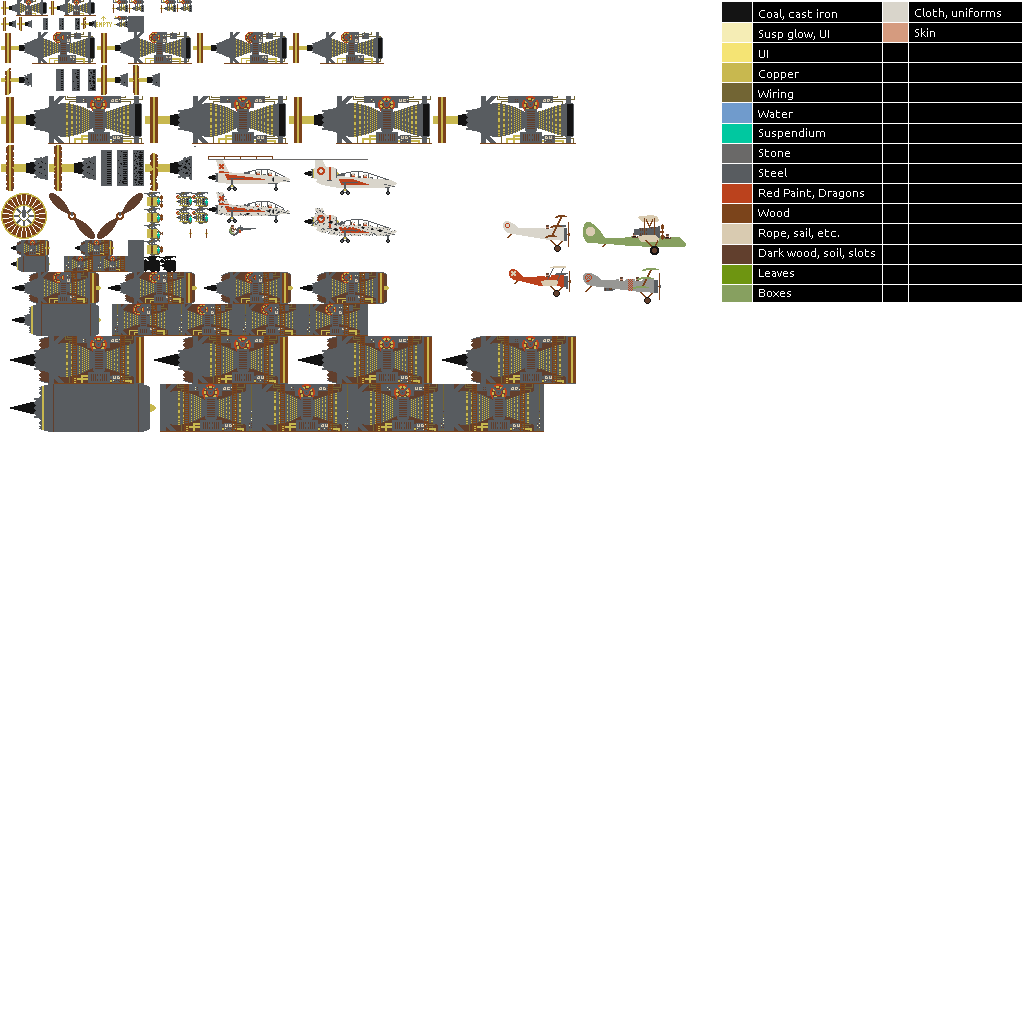 EMPTY
Coal, cast iron
Cloth, uniforms
Susp glow, UI
Skin
UI
Copper
Wiring
Water
Suspendium
Stone
Steel
Red Paint, Dragons
Wood
Rope, sail, etc.
Dark wood, soil, slots
Leaves
Boxes